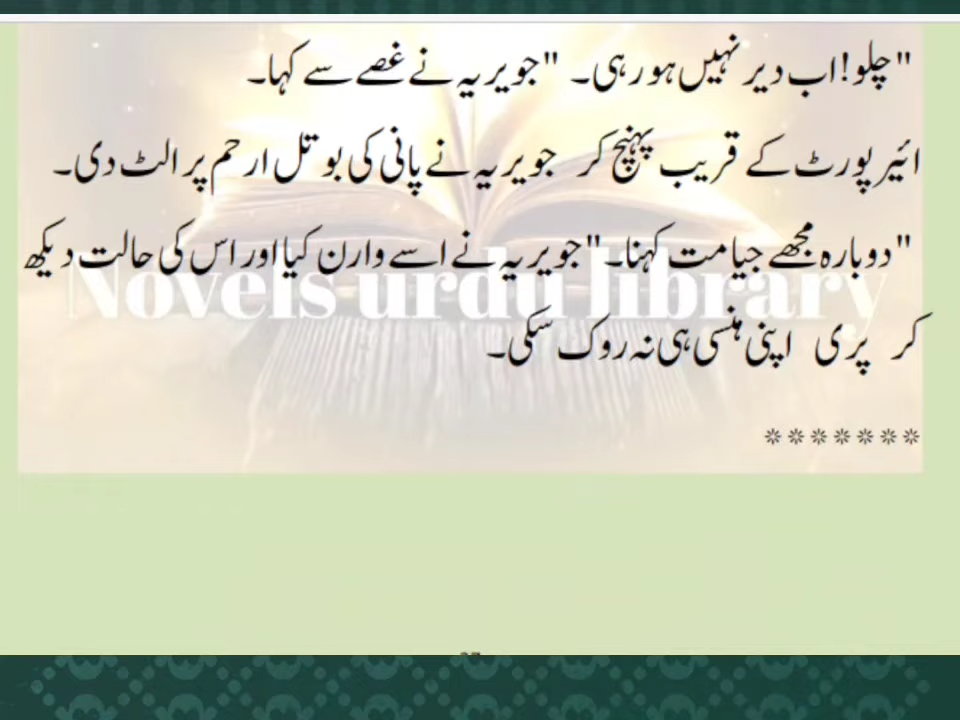 "چلو! اب دیر نہیں ہو رہی۔ "جویریہ نے غصے سے کہا۔
ائیر پورٹ کے قریب پہنچ کر جویریہ نے پانی کی بوتل ارحم پر الٹ دی۔
"دوبارہ مجھے جیا مت کہنا۔"جویریہ نے اسے وارن کیا اور اس کی حالت دیکھ
Novels urdu library
کر پری اپنی ہنسی ہی نہ روک سکی۔
*******